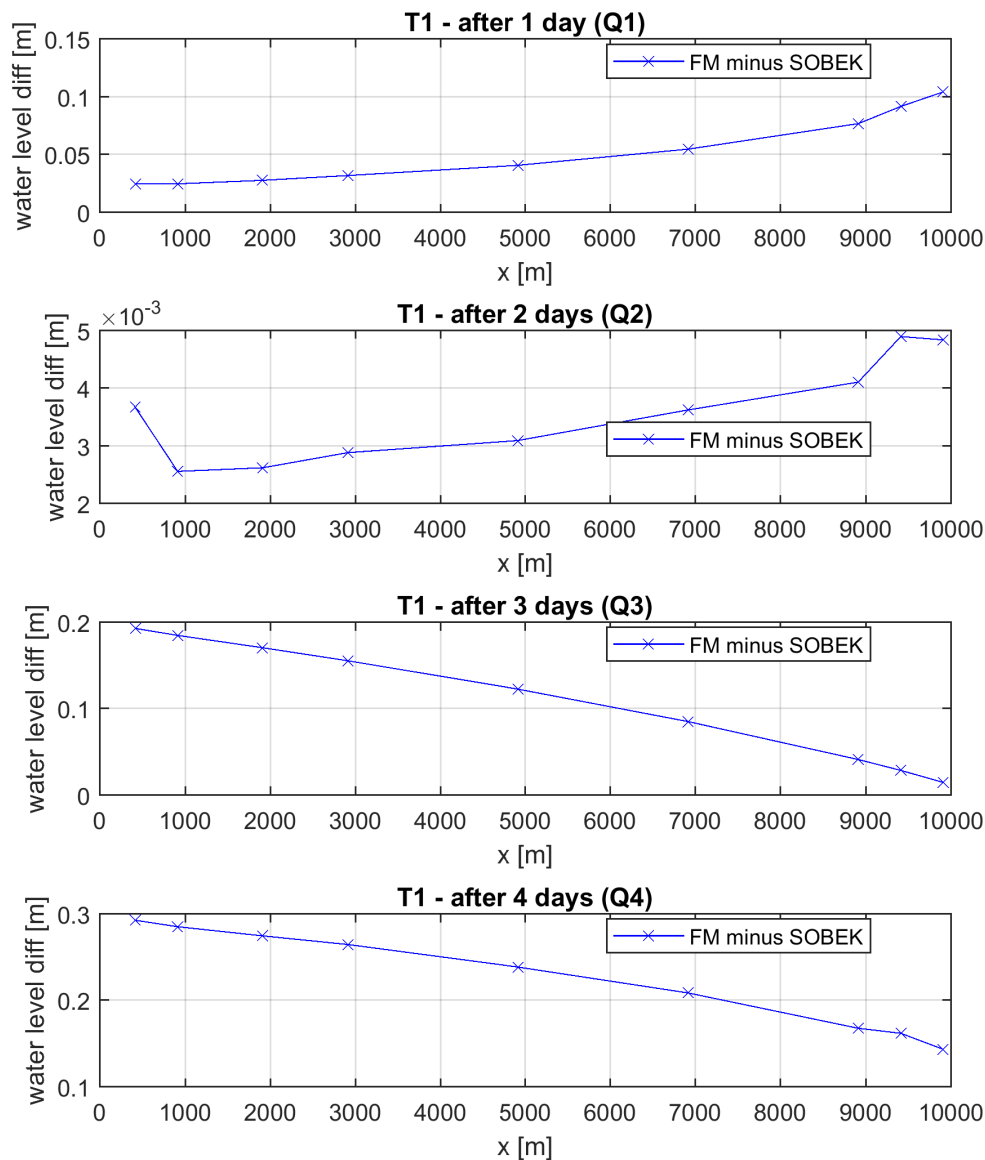 T1 - after 1 day (Q1)
water level diff [m]
0.15
0.1
0.05
0
FM minus SOBEK
0 1000 2000 3000 4000 5000 6000 7000 8000 9000 10000
x [m]
T1 - after 2 days (Q2)
×10⁻³
water level diff [m]
5
4
3
2
FM minus SOBEK
0 1000 2000 3000 4000 5000 6000 7000 8000 9000 10000
x [m]
T1 - after 3 days (Q3)
water level diff [m]
0.2
0.1
0
FM minus SOBEK
0 1000 2000 3000 4000 5000 6000 7000 8000 9000 10000
x [m]
T1 - after 4 days (Q4)
water level diff [m]
0.3
0.2
0.1
FM minus SOBEK
0 1000 2000 3000 4000 5000 6000 7000 8000 9000 10000
x [m]